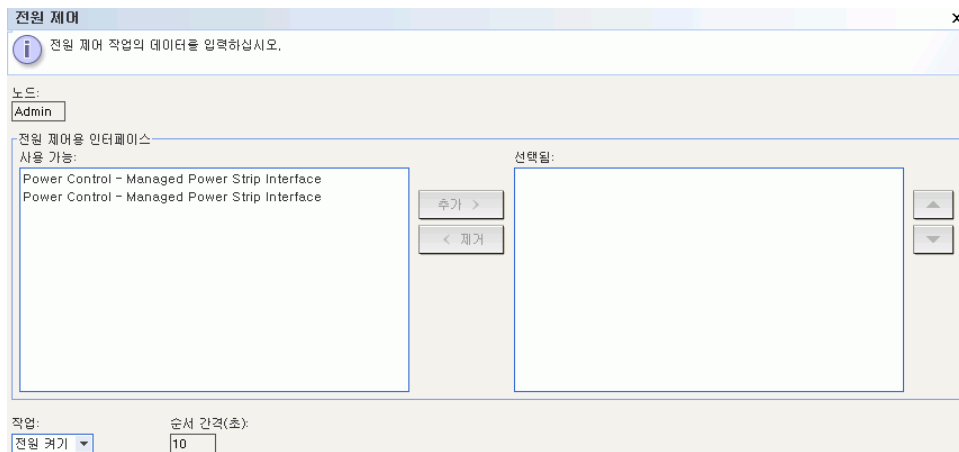 전원 제어
전원 제어 작업의 데이터를 입력하십시오.
노드:
Admin
전원 제어용 인터페이스
사용 가능:
Power Control - Managed Power Strip Interface
Power Control - Managed Power Strip Interface
추가 >
< 제거
선택됨:
작업:
전원 켜기
순서 간격(초):
10